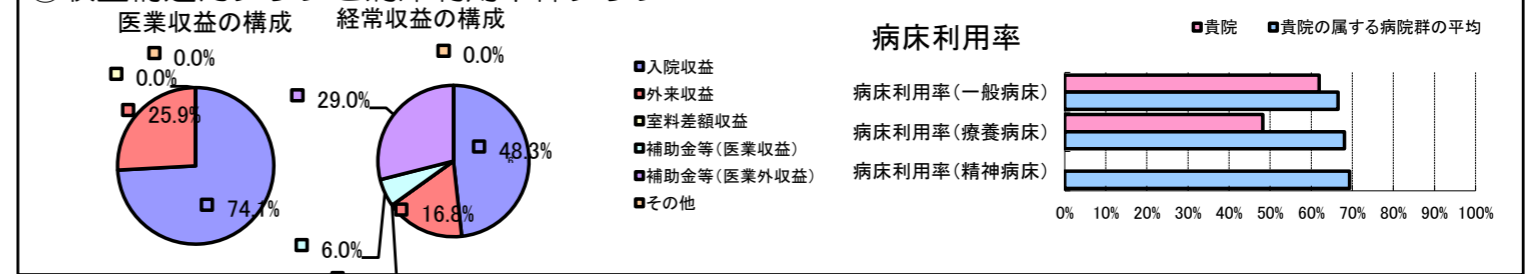 医業収益の構成
0.0%
0.0%
25.9%
74.1%
経常収益の構成
0.0%
29.0%
48.3%
16.8%
6.0%
入院収益
外来収益
室料差額収益
補助金等(医業収益)
補助金等(医業外収益)
その他
病床利用率
貴院 貴院の属する病院群の平均
病床利用率(一般病床)
病床利用率(療養病床)
病床利用率(精神病床)
0% 10% 20% 30% 40% 50% 60% 70% 80% 90% 100%